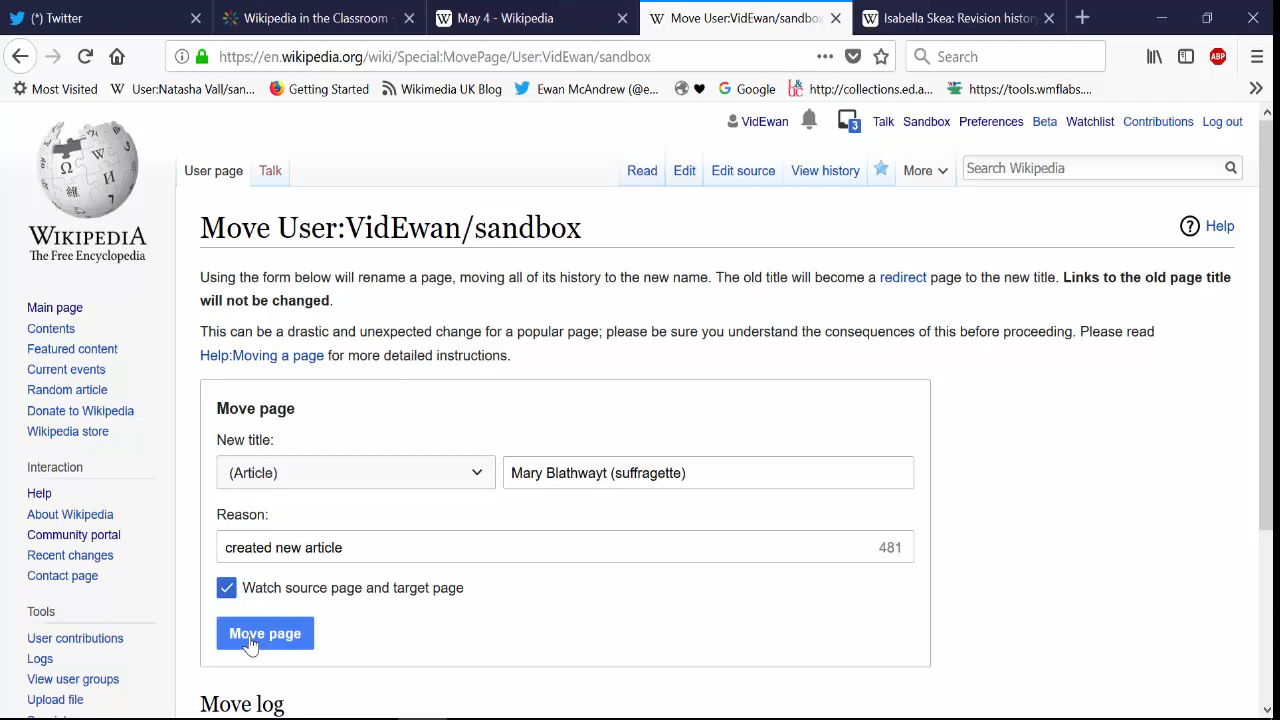 (*) Twitter
Wikipedia in the Classroom -
May 4 - Wikipedia
Move User:VidEwan/sandbox
Isabella Skea: Revision history
https://en.wikipedia.org/wiki/Special:MovePage/User:VidEwan/sandbox
Search
ABP
Most Visited
User:Natasha Vall/san...
Getting Started
Wikimedia UK Blog
Ewan McAndrew (@e...
Google
http://collections.ed.a...
https://tools.wmflabs....
VidEwan
3
Talk
Sandbox
Preferences
Beta
Watchlist
Contributions
Log out
WIKIPEDIA
The Free Encyclopedia
User page
Talk
Read
Edit
Edit source
View history
More
Search Wikipedia
Move User:VidEwan/sandbox
Help
Using the form below will rename a page, moving all of its history to the new name. The old title will become a redirect page to the new title. Links to the old page title
will not be changed.
This can be a drastic and unexpected change for a popular page; please be sure you understand the consequences of this before proceeding. Please read
Help:Moving a page for more detailed instructions.
Main page
Contents
Featured content
Current events
Random article
Donate to Wikipedia
Wikipedia store
Interaction
Help
About Wikipedia
Community portal
Recent changes
Contact page
Tools
User contributions
Logs
View user groups
Upload file
Move page
New title:
(Article)
Mary Blathwayt (suffragette)
Reason:
created new article
481
Watch source page and target page
Move page
Move log